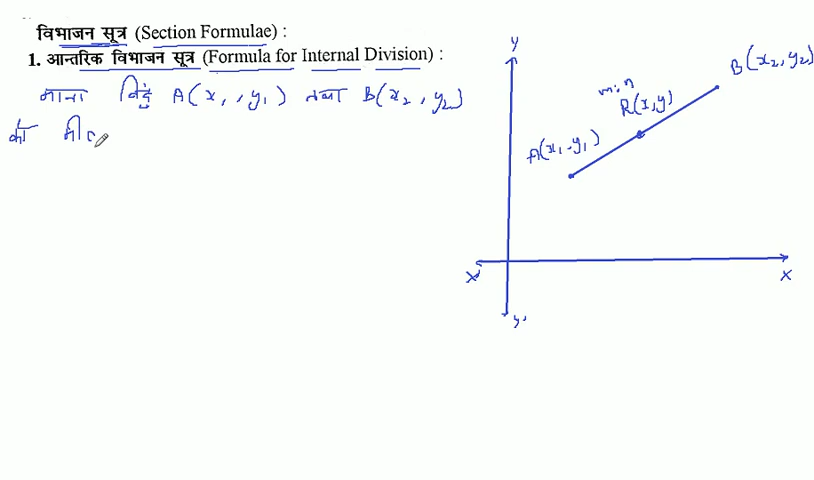 विभाजन सूत्र (Section Formulae) :
1. आन्तरिक विभाजन सूत्र (Formula for Internal Division) :
माना बिंदु A(x₁, y₁) तथा B(x₂, y₂)
को
Y
B(x₂, y₂)
m:n
R(x,y)
A(x₁, y₁)
X'
X
Y'